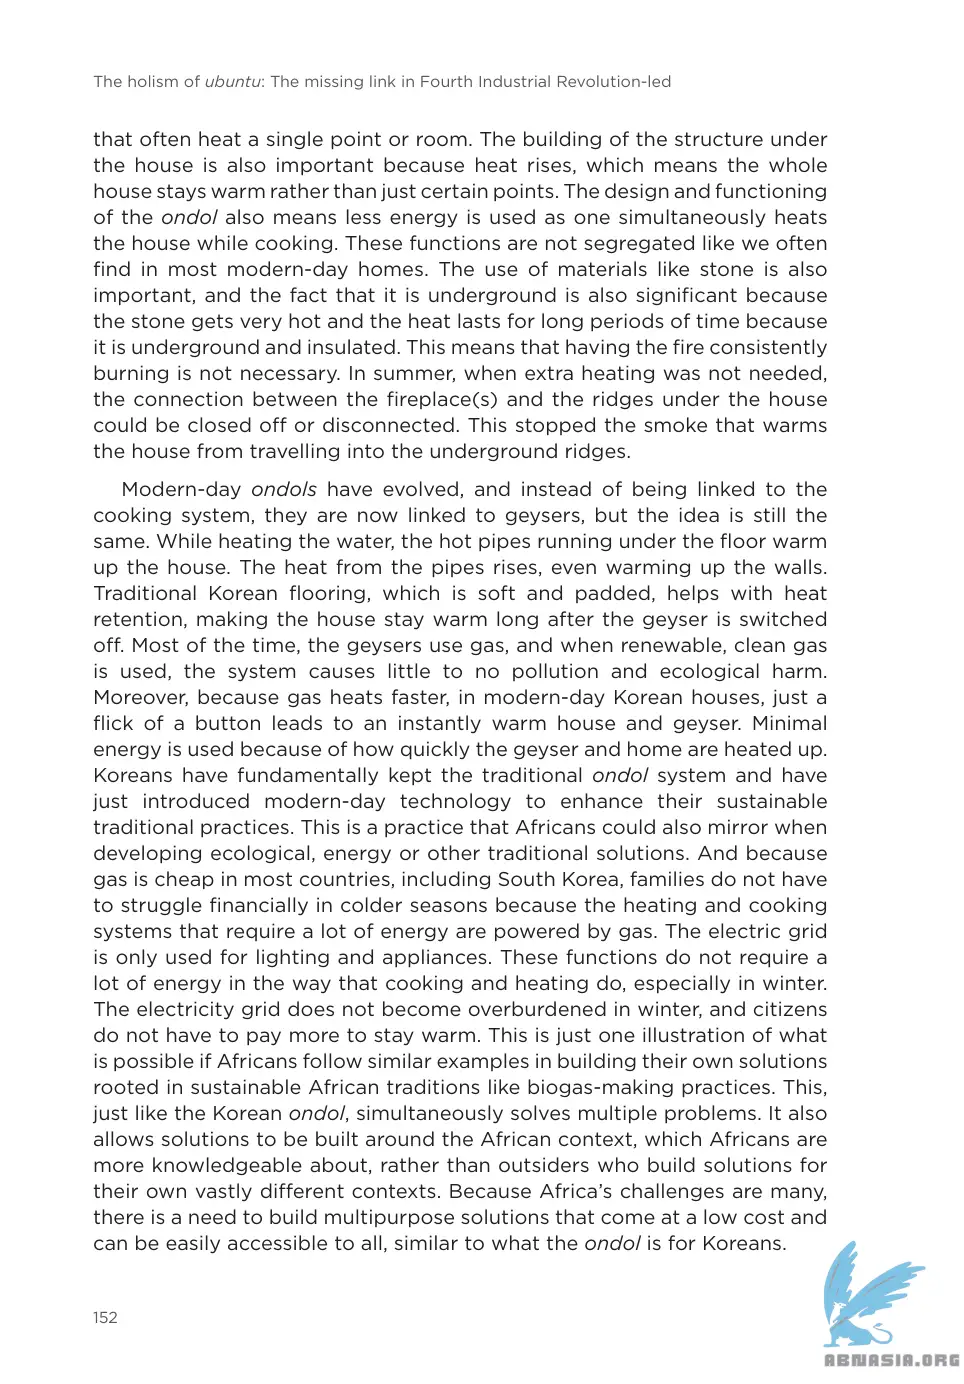 The holism of ubuntu: The missing link in Fourth Industrial Revolution-led
that often heat a single point or room. The building of the structure under
the house is also important because heat rises, which means the whole
house stays warm rather than just certain points. The design and functioning
of the ondol also means less energy is used as one simultaneously heats
the house while cooking. These functions are not segregated like we often
find in most modern-day homes. The use of materials like stone is also
important, and the fact that it is underground is also significant because
the stone gets very hot and the heat lasts for long periods of time because
it is underground and insulated. This means that having the fire consistently
burning is not necessary. In summer, when extra heating was not needed,
the connection between the fireplace(s) and the ridges under the house
could be closed off or disconnected. This stopped the smoke that warms
the house from travelling into the underground ridges.
Modern-day ondols have evolved, and instead of being linked to the
cooking system, they are now linked to geysers, but the idea is still the
same. While heating the water, the hot pipes running under the floor warm
up the house. The heat from the pipes rises, even warming up the walls.
Traditional Korean flooring, which is soft and padded, helps with heat
retention, making the house stay warm long after the geyser is switched
off. Most of the time, the geysers use gas, and when renewable, clean gas
is used, the system causes little to no pollution and ecological harm.
Moreover, because gas heats faster, in modern-day Korean houses, just a
flick of a button leads to an instantly warm house and geyser. Minimal
energy is used because of how quickly the geyser and home are heated up.
Koreans have fundamentally kept the traditional ondol system and have
just introduced modern-day technology to enhance their sustainable
traditional practices. This is a practice that Africans could also mirror when
developing ecological, energy or other traditional solutions. And because
gas is cheap in most countries, including South Korea, families do not have
to struggle financially in colder seasons because the heating and cooking
systems that require a lot of energy are powered by gas. The electric grid
is only used for lighting and appliances. These functions do not require a
lot of energy in the way that cooking and heating do, especially in winter.
The electricity grid does not become overburdened in winter, and citizens
do not have to pay more to stay warm. This is just one illustration of what
is possible if Africans follow similar examples in building their own solutions
rooted in sustainable African traditions like biogas-making practices. This,
just like the Korean ondol, simultaneously solves multiple problems. It also
allows solutions to be built around the African context, which Africans are
more knowledgeable about, rather than outsiders who build solutions for
their own vastly different contexts. Because Africa’s challenges are many,
there is a need to build multipurpose solutions that come at a low cost and
can be easily accessible to all, similar to what the ondol is for Koreans.
152
ABNASIA.ORG